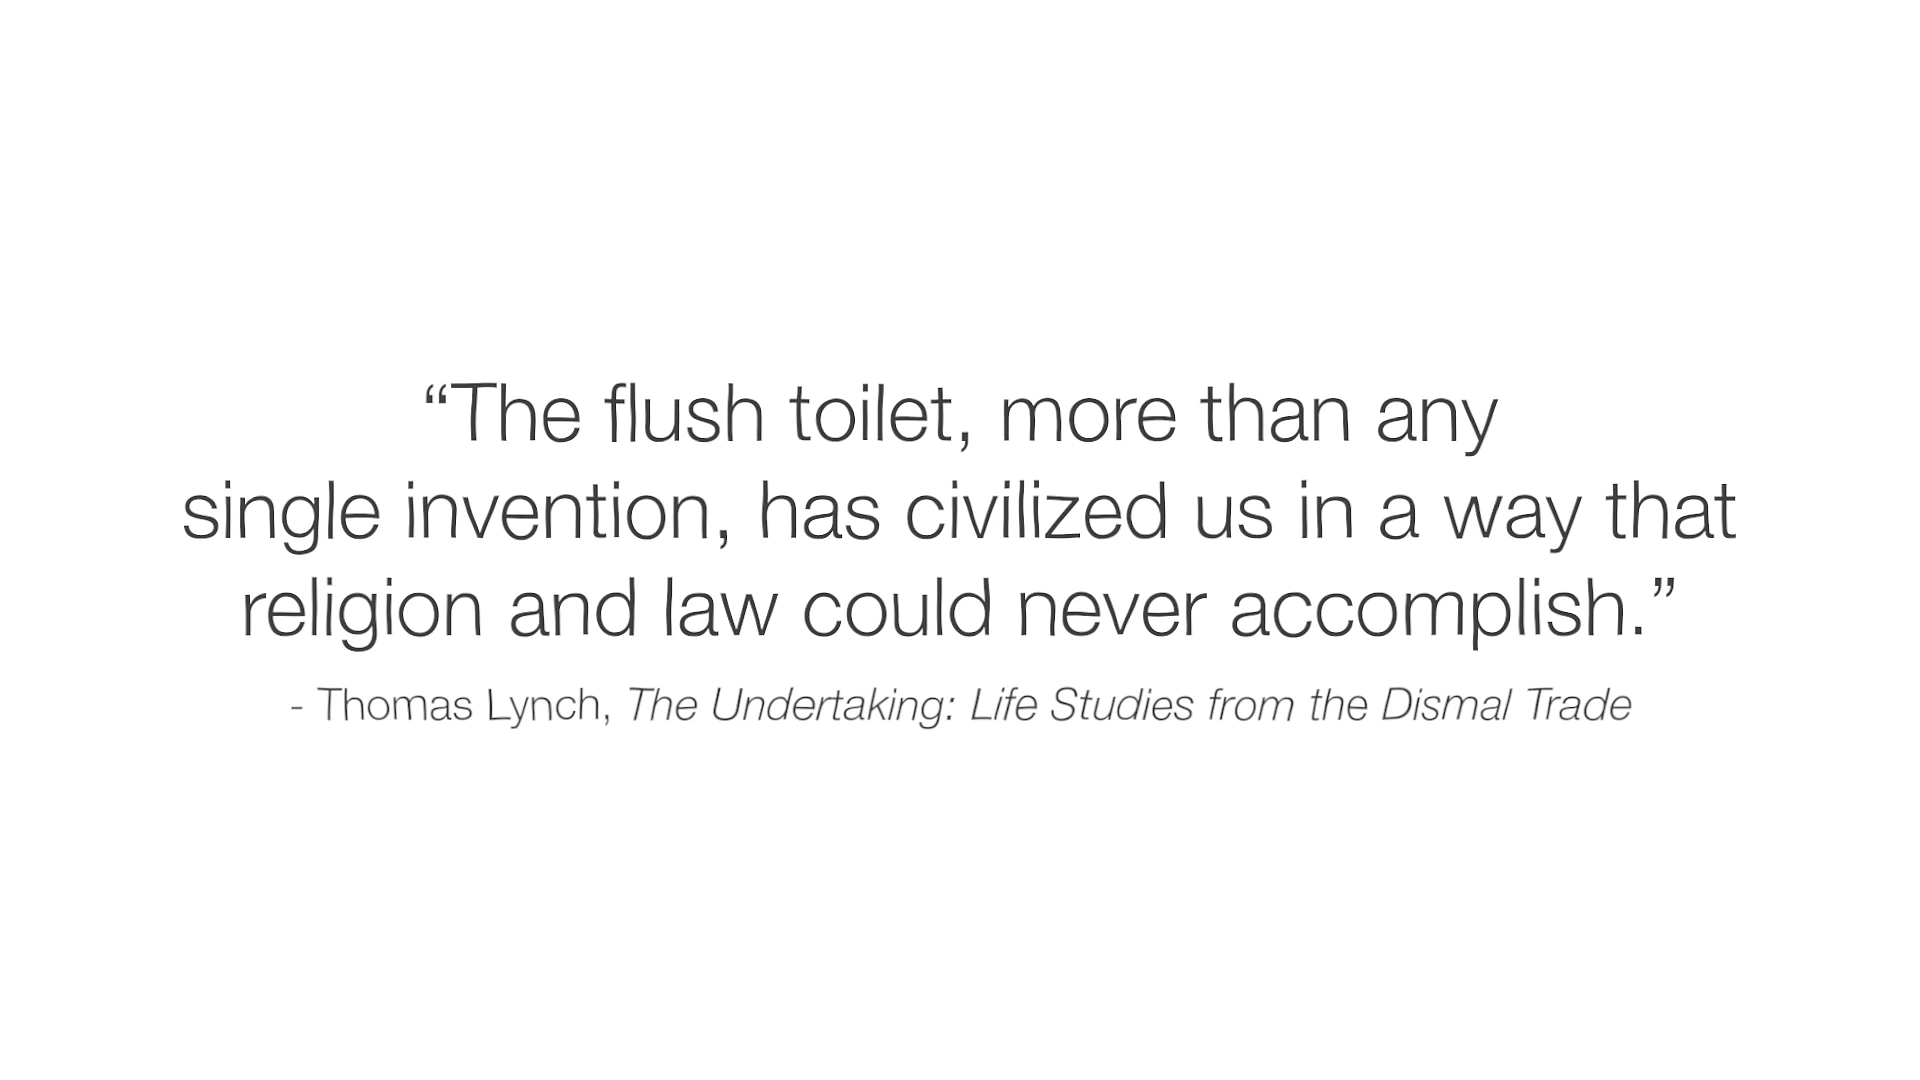 “The flush toilet, more than any
single invention, has civilized us in a way that
religion and law could never accomplish.”
- Thomas Lynch, The Undertaking: Life Studies from the Dismal Trade